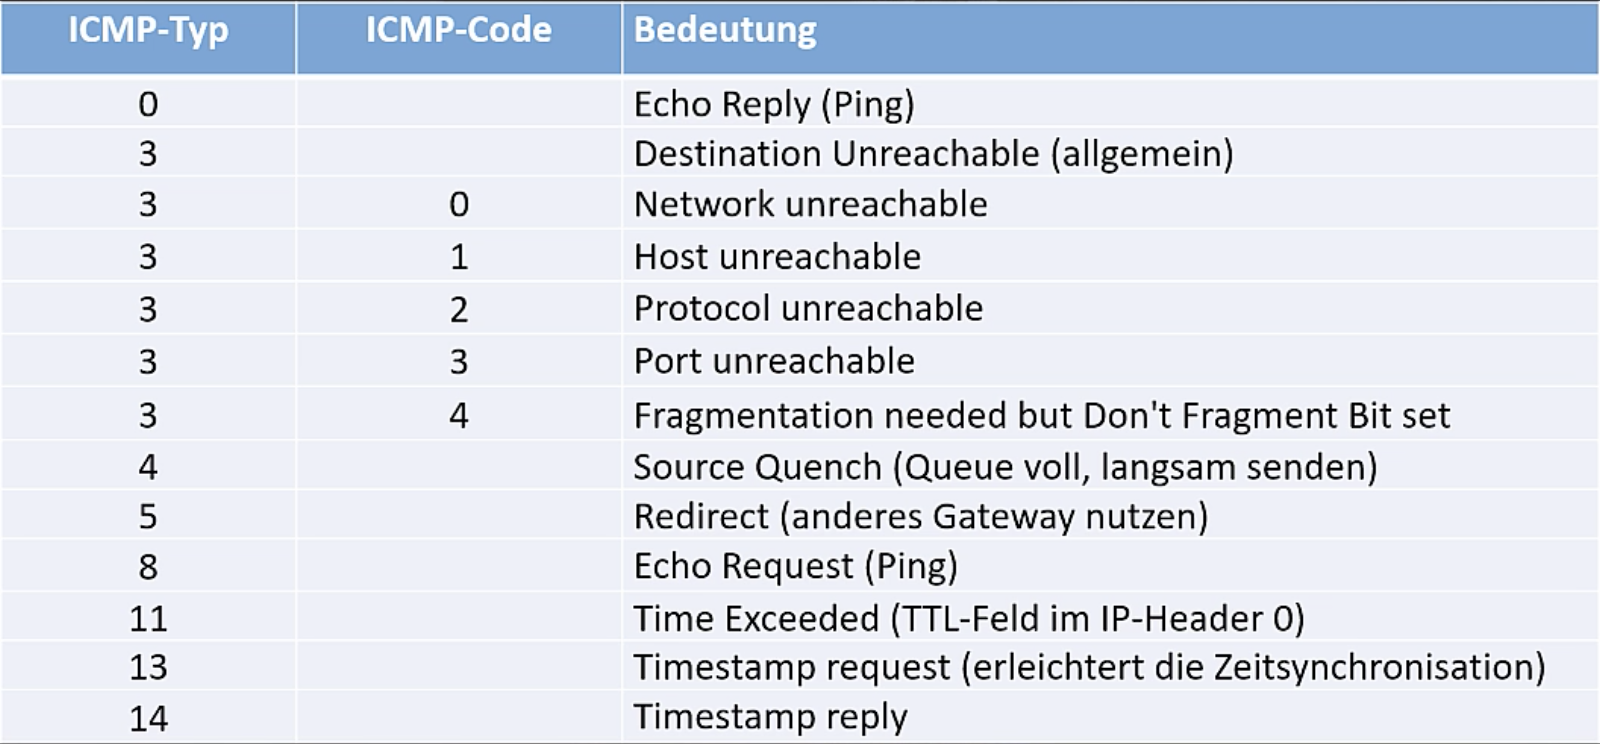 ICMP-Typ ICMP-Code Bedeutung
0 Echo Reply (Ping)
3 Destination Unreachable (allgemein)
3 0 Network unreachable
3 1 Host unreachable
3 2 Protocol unreachable
3 3 Port unreachable
3 4 Fragmentation needed but Don't Fragment Bit set
4 Source Quench (Queue voll, langsam senden)
5 Redirect (anderes Gateway nutzen)
8 Echo Request (Ping)
11 Time Exceeded (TTL-Feld im IP-Header 0)
13 Timestamp request (erleichtert die Zeitsynchronisation)
14 Timestamp reply